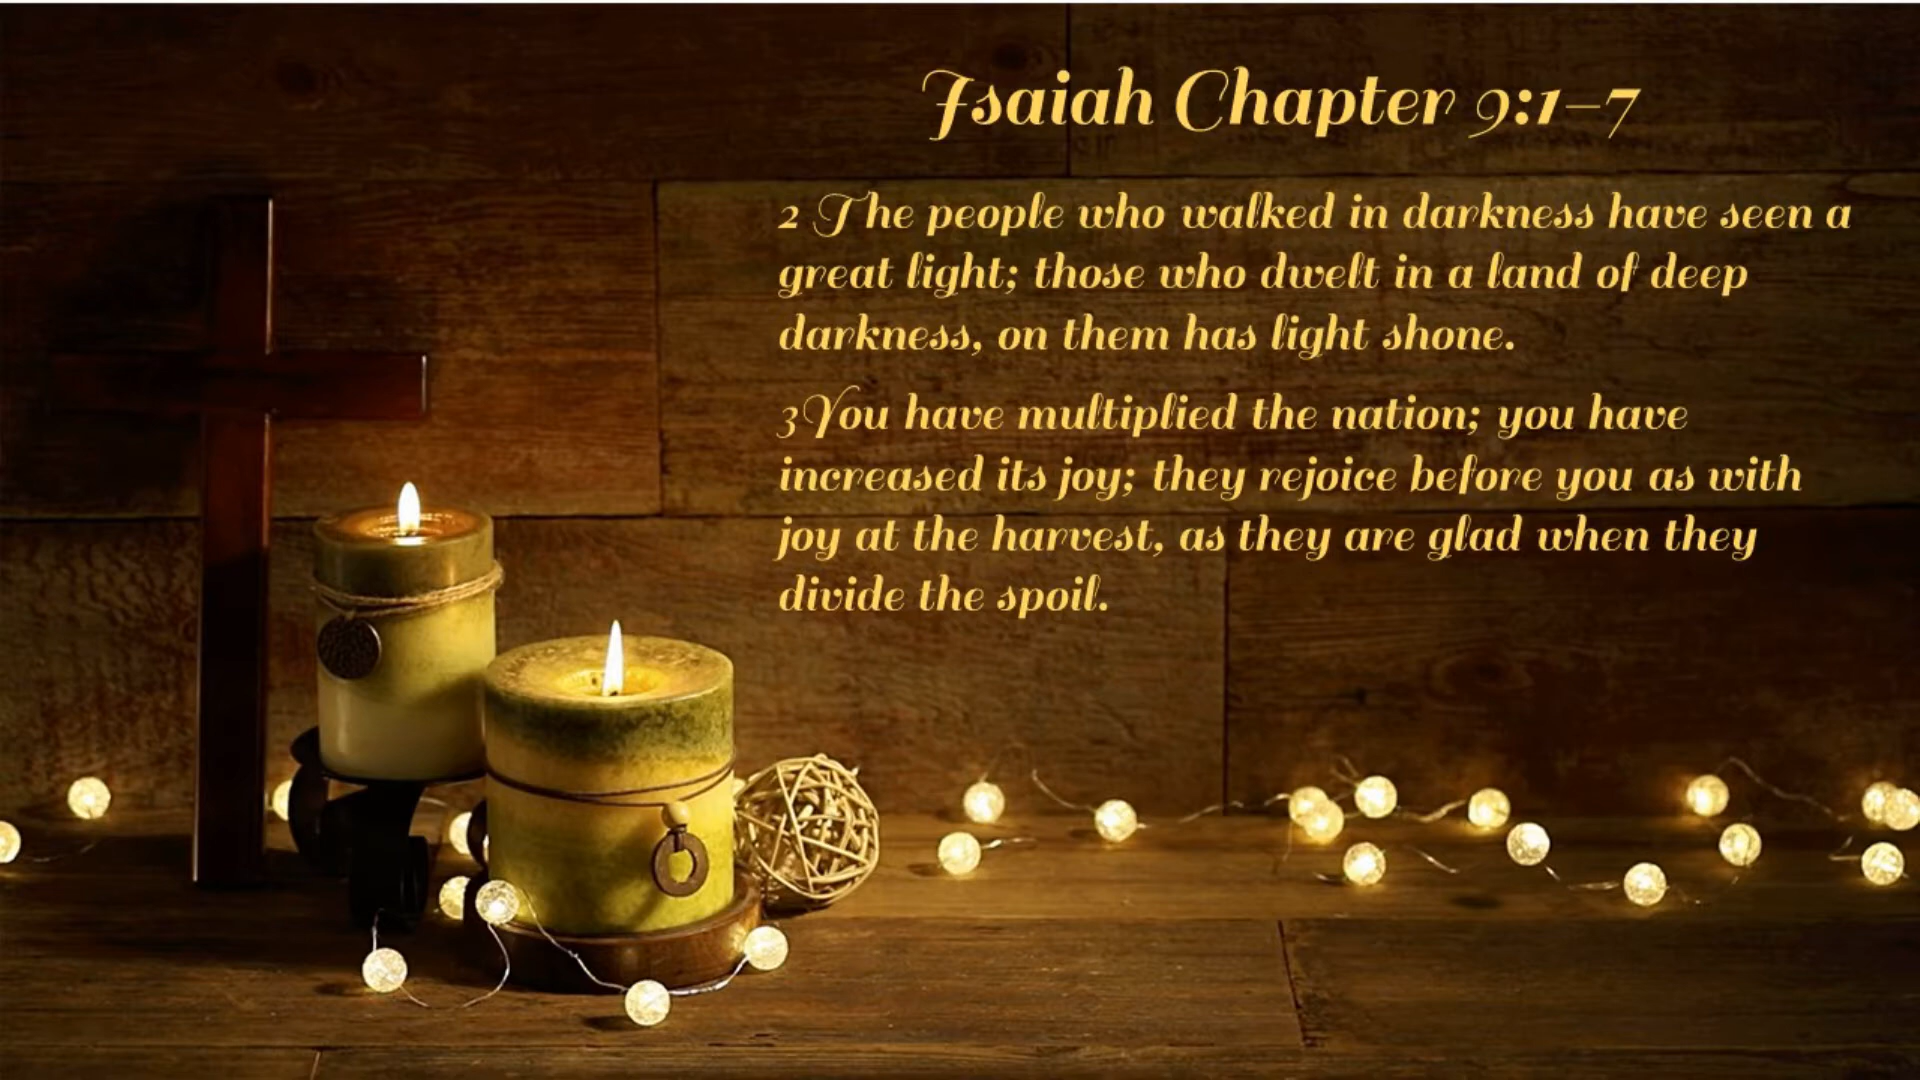 Isaiah Chapter 9:1–7
2 The people who walked in darkness have seen a
great light; those who dwelt in a land of deep
darkness, on them has light shone.
3You have multiplied the nation; you have
increased its joy; they rejoice before you as with
joy at the harvest, as they are glad when they
divide the spoil.